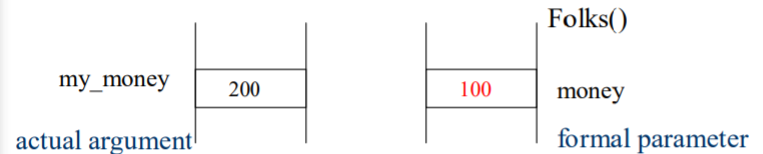 Folks()
my_money 200 100 money
actual argument formal parameter